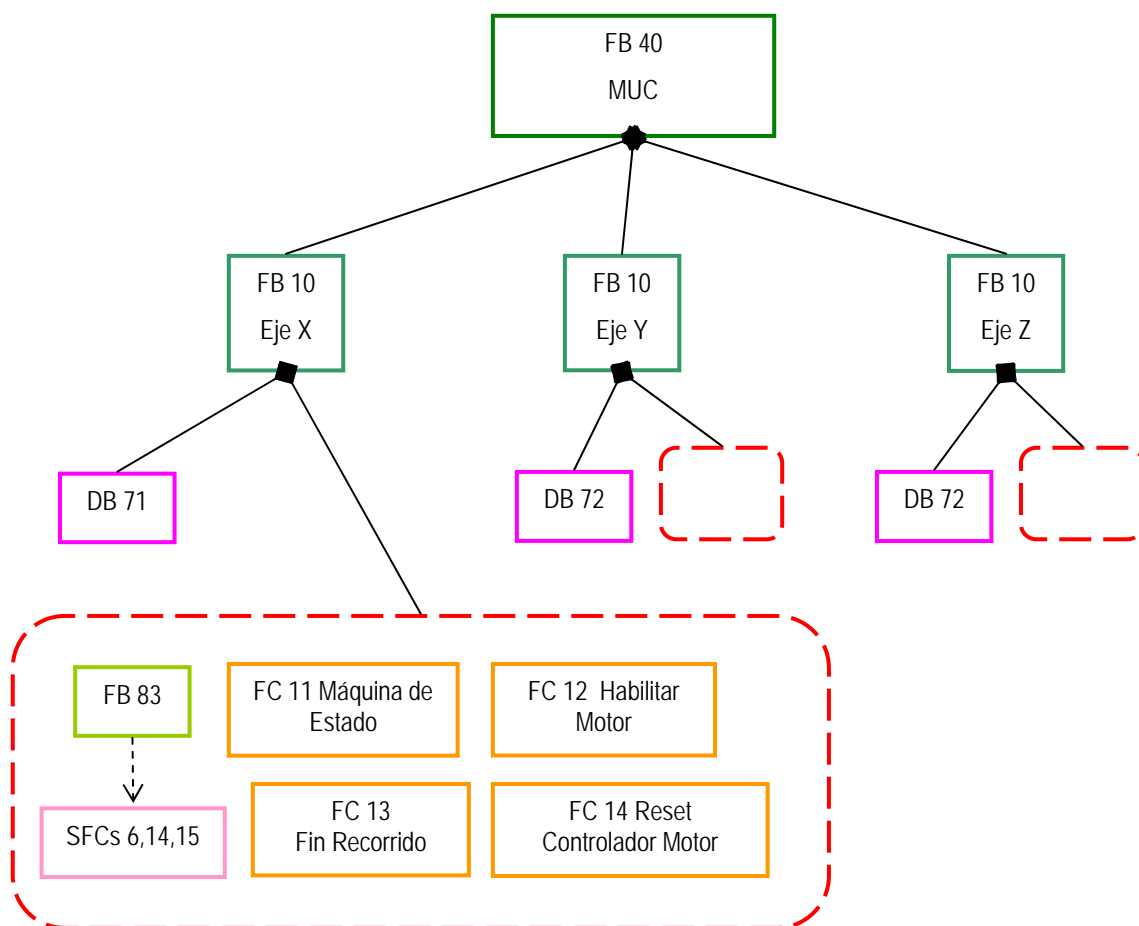 FB 40
MUC
FB 10
Eje X
FB 10
Eje Y
FB 10
Eje Z
DB 71
DB 72
DB 72
FB 83
FC 11 Máquina de
Estado
FC 12 Habilitar
Motor
SFCs 6,14,15
FC 13
Fin Recorrido
FC 14 Reset
Controlador Motor